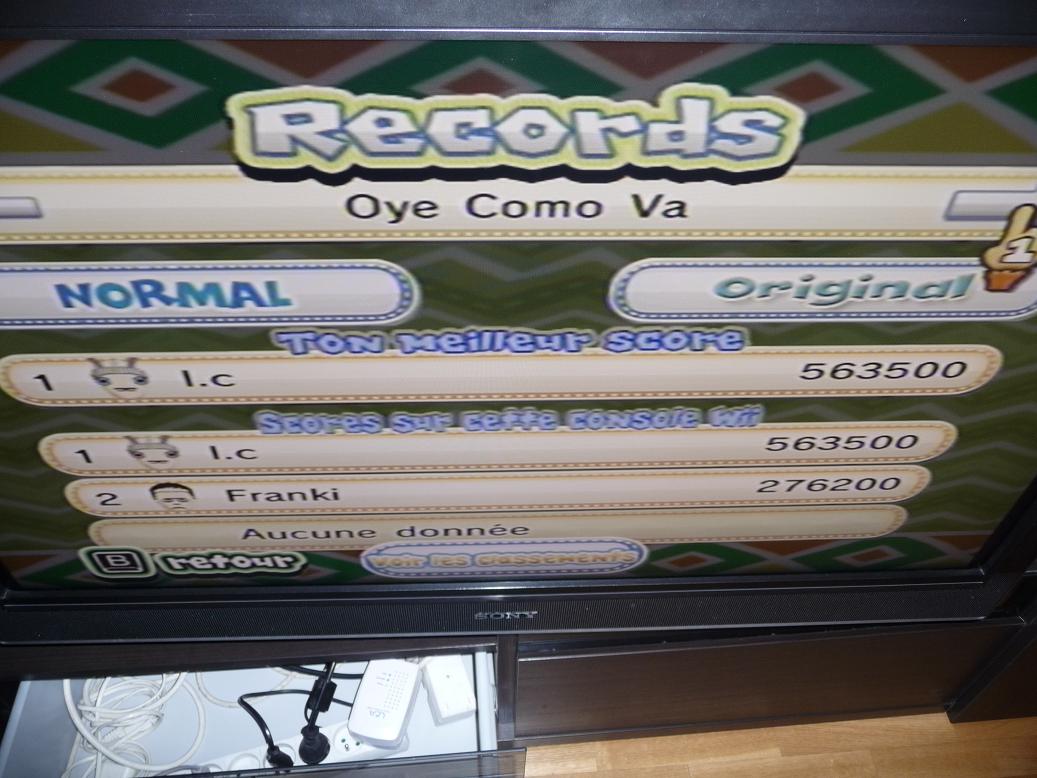 Records
Oye Como Va
1
NORMAL
Original
Ton meilleur score
1 l.c 563500
Scores sur cette console Wii
1 l.c 563500
2 Franki 276200
Aucune donnée
B retour
voir les classements
SONY